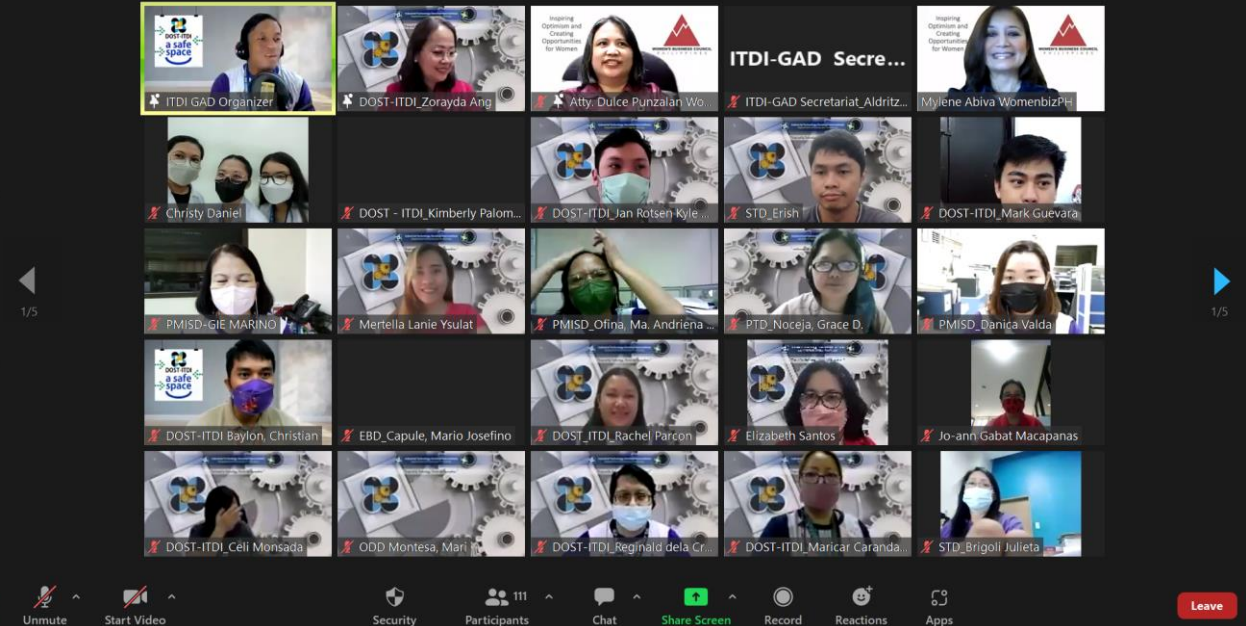 DOST-ITDI
a safe
space
ITDI GAD Organizer
DOST-ITDI_Zorayda Ang
Inspiring
Optimism and
Creating
Opportunities
for Women
WOMEN'S BUSINESS COUNCIL
PHILIPPINES
Atty. Dulce Punzalan Wo...
ITDI-GAD Secre...
ITDI-GAD Secretariat_Aldritz...
Inspiring
Optimism and
Creating
Opportunities
for Women
WOMEN'S BUSINESS COUNCIL
PHILIPPINES
Mylene Abiva WomenbizPH
Christy Daniel
DOST - ITDI_Kimberly Palom...
DOST-ITDI_Jan Rotsen Kyle ...
STD_Erish
DOST-ITDI_Mark Guevara
1/5
PMISD-GIE MARINO
Mertella Lanie Ysulat
PMISD_Ofina, Ma. Andriena ...
PTD_Noceja, Grace D.
PMISD_Danica Valda
1/5
DOST-ITDI
a safe
space
DOST-ITDI Baylon, Christian
EBD_Capule, Mario Josefino
DOST_ITDI_Rachel Parcon
Elizabeth Santos
Jo-ann Gabat Macapanas
DOST-ITDI_Celi Monsada
ODD Montesa, Mari
DOST-ITDI_Reginald dela Cr...
DOST-ITDI_Maricar Caranda...
STD_Brigoli Julieta
Unmute
Start Video
Security
111
Participants
Chat
Share Screen
Record
Reactions
Apps
Leave